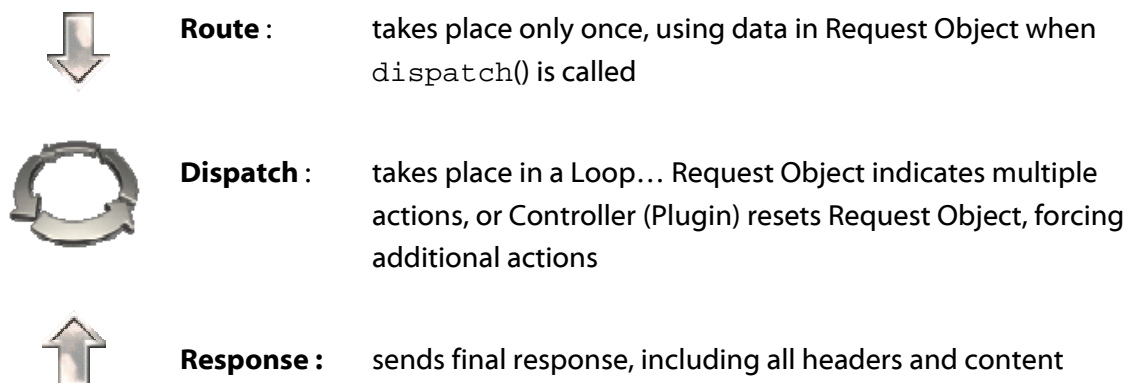 Route : takes place only once, using data in Request Object when
dispatch() is called
Dispatch : takes place in a Loop… Request Object indicates multiple
actions, or Controller (Plugin) resets Request Object, forcing
additional actions
Response : sends final response, including all headers and content